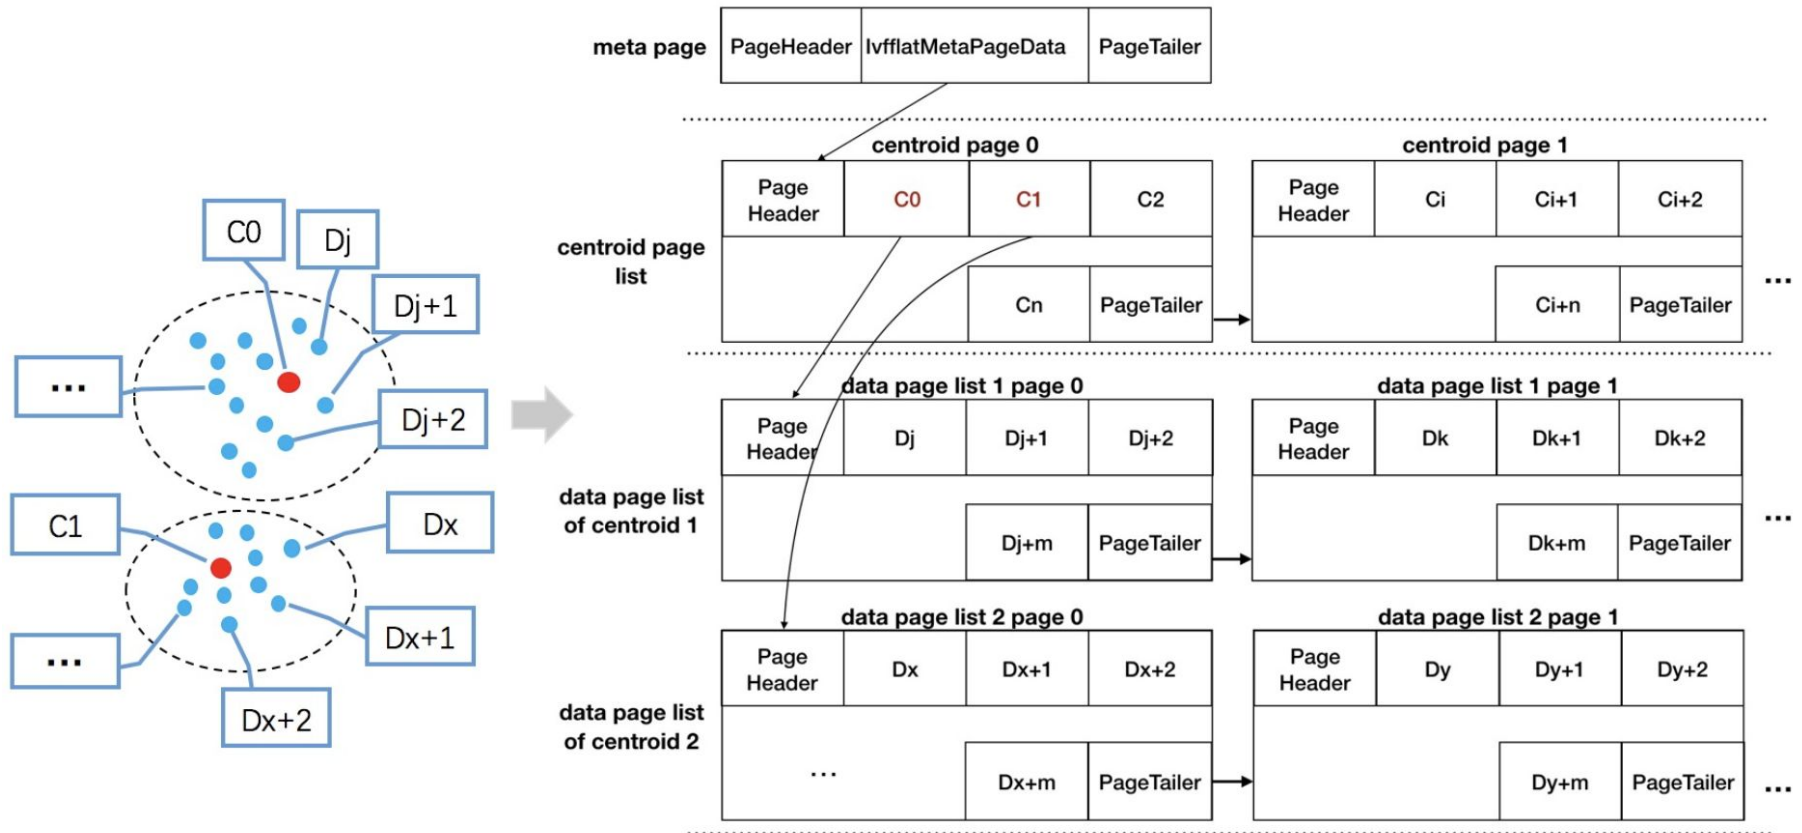 C0
Dj
Dj+1
...
Dj+2
C1
Dx
...
Dx+1
Dx+2
meta page
PageHeader
IvfflatMetaPageData
PageTailer
centroid page 0
centroid page 1
centroid page
list
Page
Header
C0
C1
C2
Cn
PageTailer
Page
Header
Ci
Ci+1
Ci+2
Ci+n
PageTailer
...
data page list 1 page 0
data page list 1 page 1
data page list
of centroid 1
Page
Header
Dj
Dj+1
Dj+2
Dj+m
PageTailer
Page
Header
Dk
Dk+1
Dk+2
Dk+m
PageTailer
...
data page list 2 page 0
data page list 2 page 1
data page list
of centroid 2
Page
Header
Dx
Dx+1
Dx+2
...
Dx+m
PageTailer
Page
Header
Dy
Dy+1
Dy+2
Dy+m
PageTailer
...